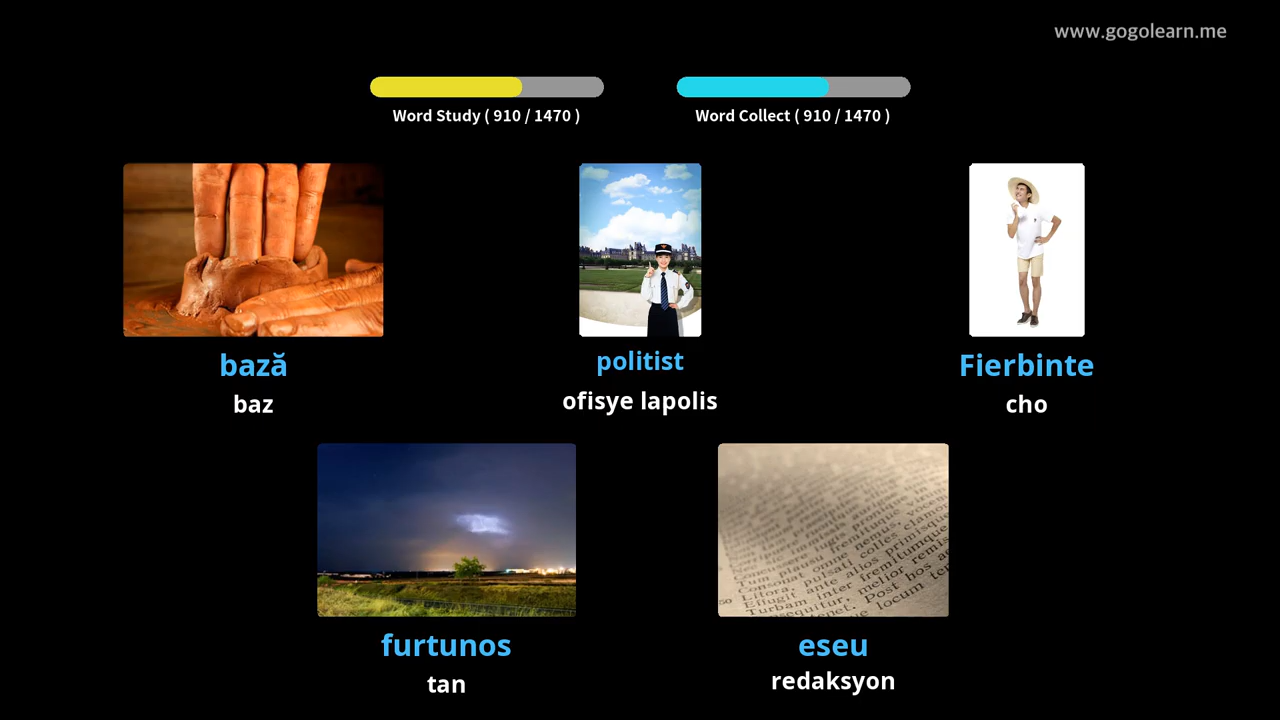 www.gogolearn.me
Word Study ( 910 / 1470 )
Word Collect ( 910 / 1470 )
bază
baz
politist
ofisye lapolis
Fierbinte
cho
furtunos
tan
eseu
redaksyon